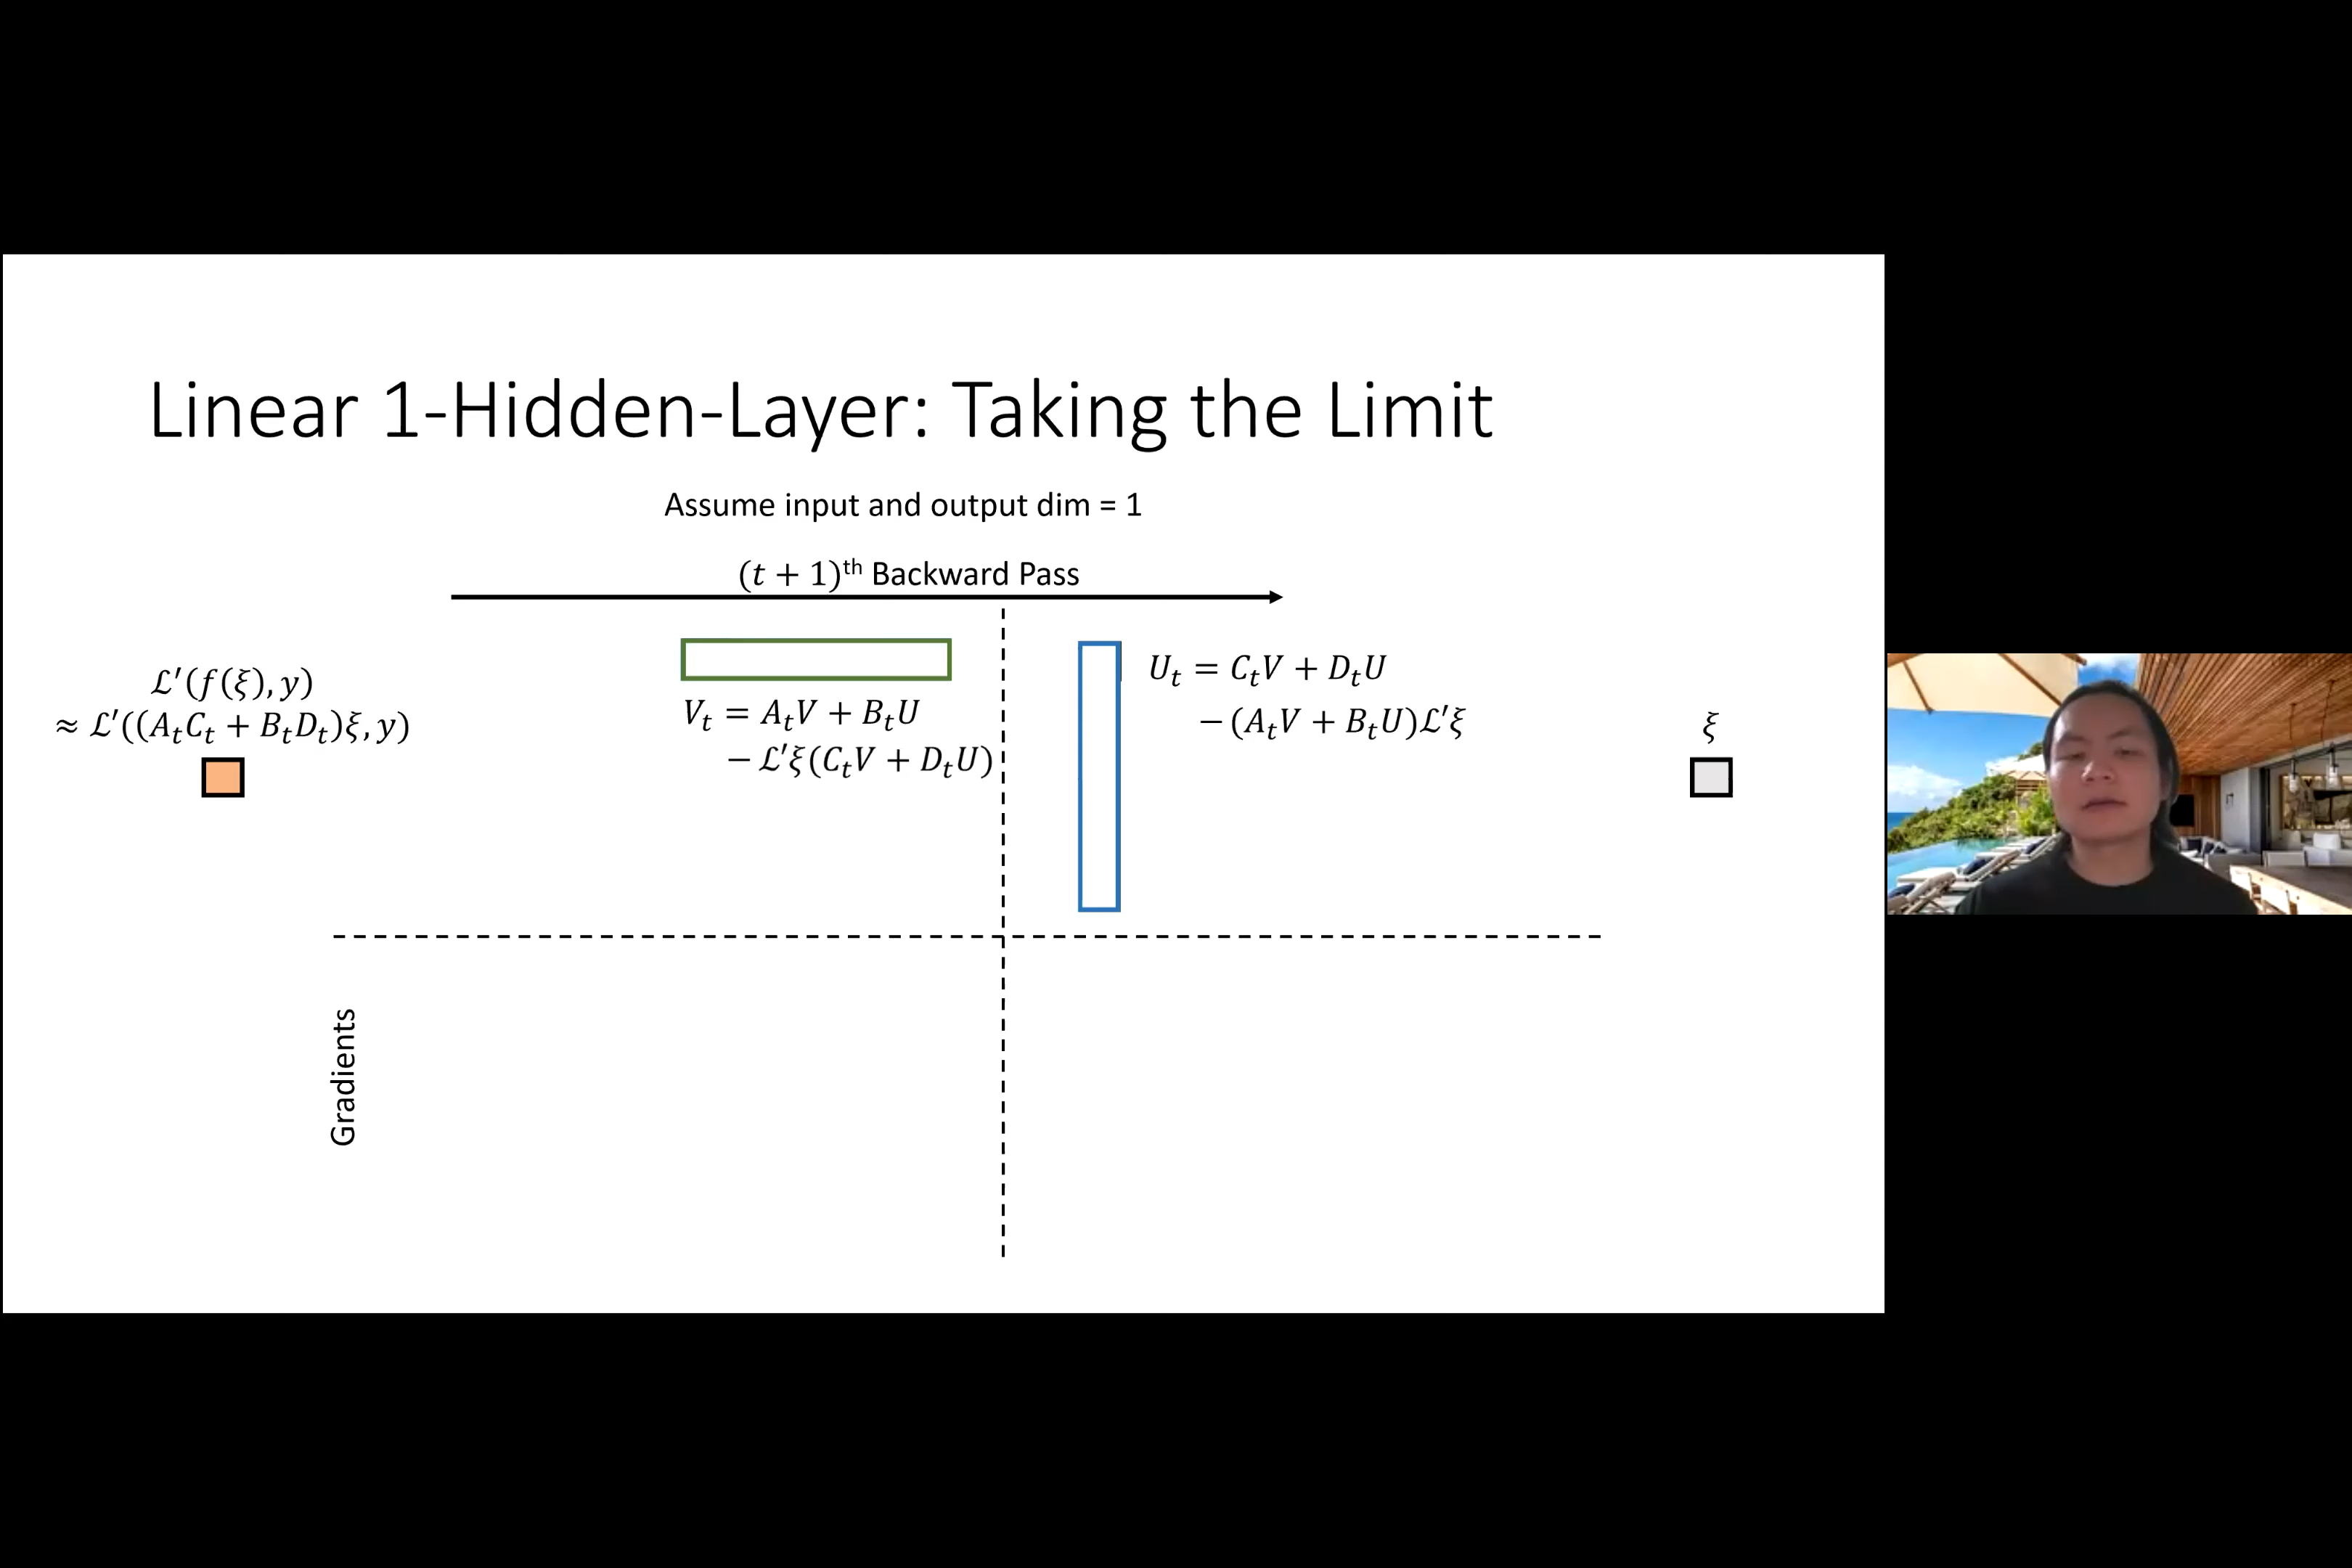 Linear 1-Hidden-Layer: Taking the Limit
Assume input and output dim = 1
(t + 1)ᵗʰ Backward Pass
ℒ′(f(ξ), y)
≈ ℒ′((AₜCₜ + BₜDₜ)ξ, y)
Vₜ = AₜV + BₜU
− ℒ′ξ(CₜV + DₜU)
Uₜ = CₜV + DₜU
−(AₜV + BₜU)ℒ′ξ
ξ
Gradients